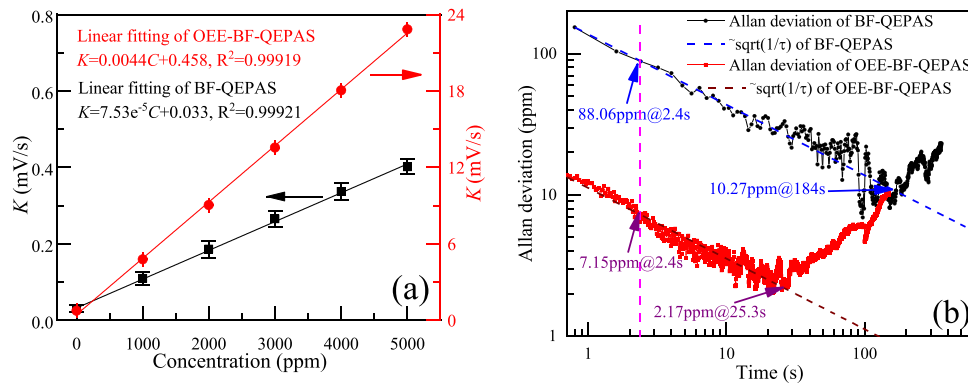 Linear fitting of OEE-BF-QEPAS
K=0.0044C+0.458, R²=0.99919
Linear fitting of BF-QEPAS
K=7.53e⁻⁵C+0.033, R²=0.99921
0.8
0.6
0.4
0.2
0.0
K (mV/s)
24
18
12
6
0
K (mV/s)
0 1000 2000 3000 4000 5000
Concentration (ppm)
(a)
Allan deviation of BF-QEPAS
~sqrt(1/τ) of BF-QEPAS
Allan deviation of OEE-BF-QEPAS
~sqrt(1/τ) of OEE-BF-QEPAS
100
10
1
Allan deviation (ppm)
88.06ppm@2.4s
10.27ppm@184s
7.15ppm@2.4s
2.17ppm@25.3s
1 10 100
Time (s)
(b)